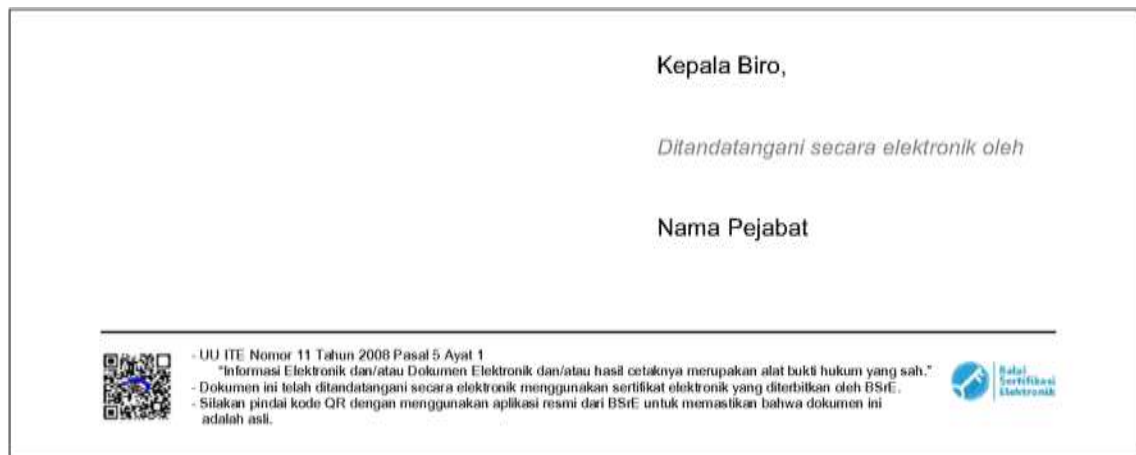 Kepala Biro,
Ditandatangani secara elektronik oleh
Nama Pejabat
- UU ITE Nomor 11 Tahun 2008 Pasal 5 Ayat 1
"Informasi Elektronik dan/atau Dokumen Elektronik dan/atau hasil cetaknya merupakan alat bukti hukum yang sah."
- Dokumen ini telah ditandatangani secara elektronik menggunakan sertifikat elektronik yang diterbitkan oleh BSrE.
- Silakan pindai kode QR dengan menggunakan aplikasi resmi dari BSrE untuk memastikan bahwa dokumen ini
adalah asli.
Balai
Sertifikasi
Elektronik